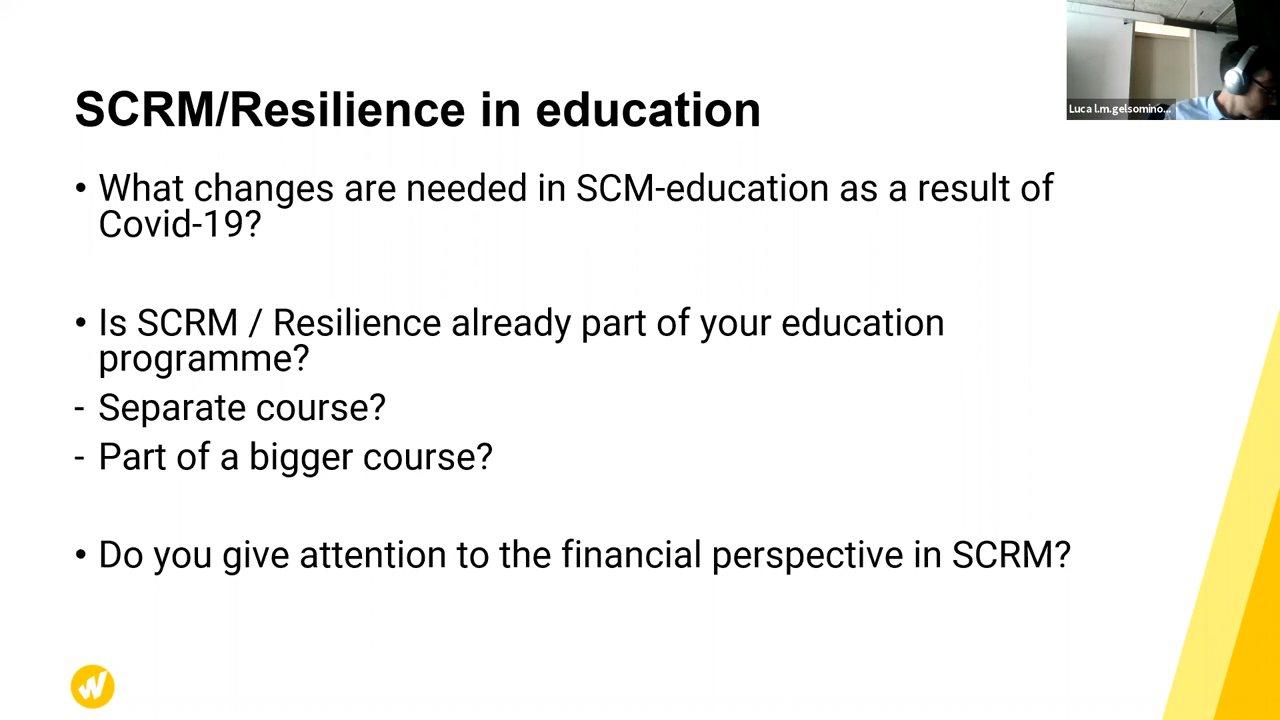 Luca l.m.gelsomino...
SCRM/Resilience in education
• What changes are needed in SCM-education as a result of
Covid-19?
• Is SCRM / Resilience already part of your education
programme?
- Separate course?
- Part of a bigger course?
• Do you give attention to the financial perspective in SCRM?
W